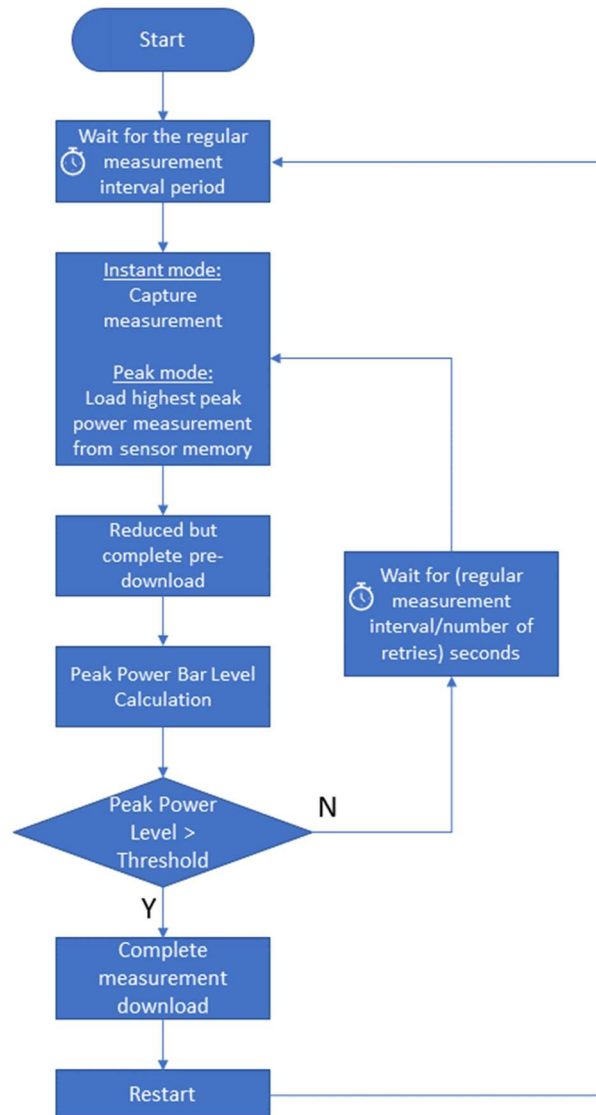 Start
Wait for the regular
measurement
interval period
Instant mode:
Capture
measurement
Peak mode:
Load highest peak
power measurement
from sensor memory
Reduced but
complete pre-
download
Wait for (regular
measurement
interval/number of
retries) seconds
Peak Power Bar Level
Calculation
Peak Power
Level >
Threshold
N
Y
Complete
measurement
download
Restart